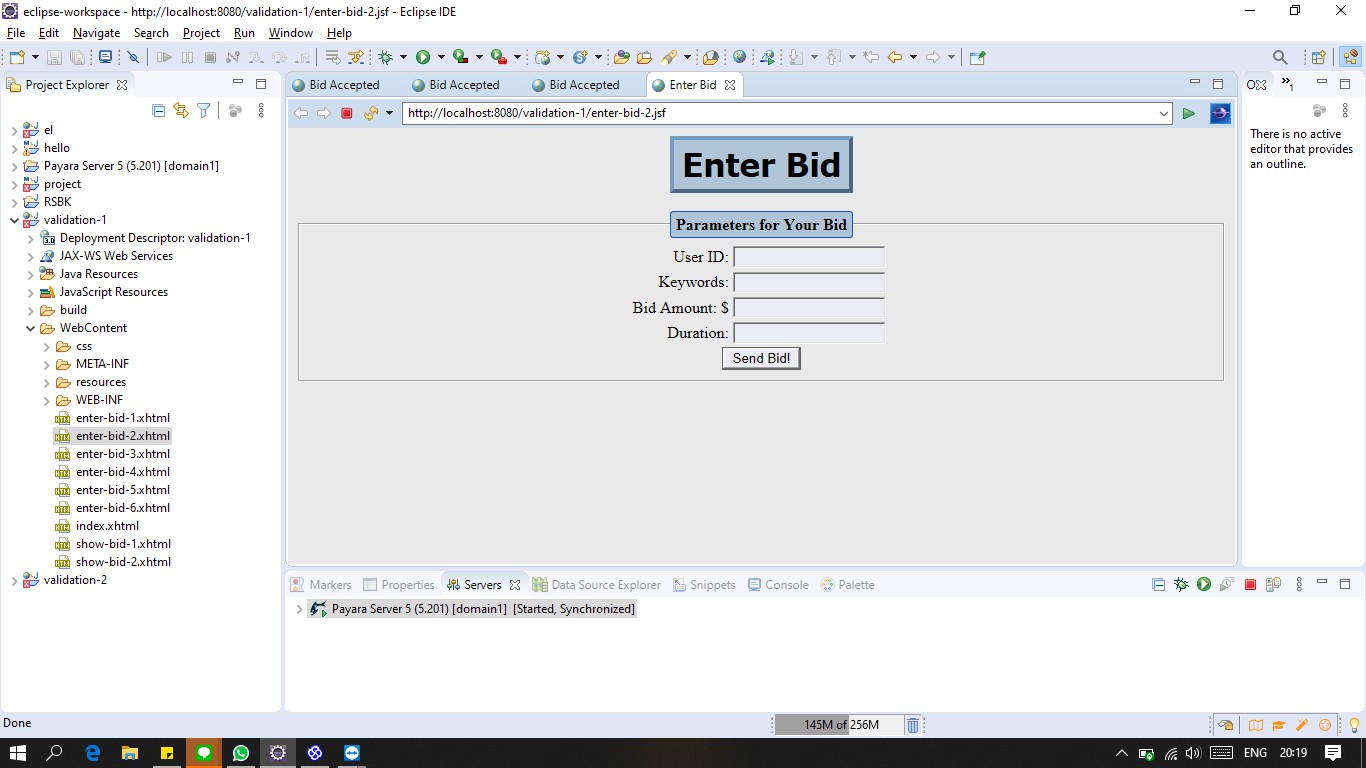 eclipse-workspace - http://localhost:8080/validation-1/enter-bid-2.jsf - Eclipse IDE
File Edit Navigate Search Project Run Window Help
Project Explorer
el
hello
Payara Server 5 (5.201) [domain1]
project
RSBK
validation-1
Deployment Descriptor: validation-1
JAX-WS Web Services
Java Resources
JavaScript Resources
build
WebContent
css
META-INF
resources
WEB-INF
enter-bid-1.xhtml
enter-bid-2.xhtml
enter-bid-3.xhtml
enter-bid-4.xhtml
enter-bid-5.xhtml
enter-bid-6.xhtml
index.xhtml
show-bid-1.xhtml
show-bid-2.xhtml
validation-2
Bid Accepted Bid Accepted Bid Accepted Enter Bid
http://localhost:8080/validation-1/enter-bid-2.jsf
Enter Bid
Parameters for Your Bid
User ID:
Keywords:
Bid Amount: $
Duration:
Send Bid!
There is no active
editor that provides
an outline.
Markers Properties Servers Data Source Explorer Snippets Console Palette
Payara Server 5 (5.201) [domain1] [Started, Synchronized]
Done
145M of 256M
ENG 20:19